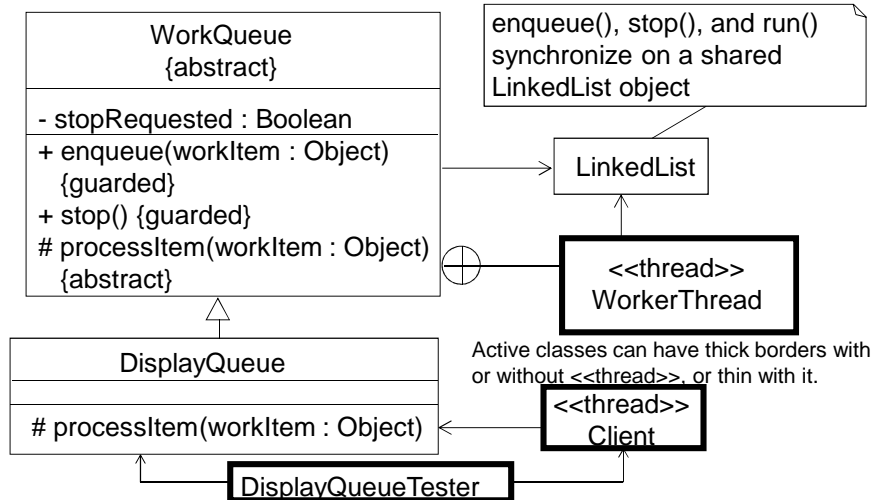 WorkQueue
{abstract}
- stopRequested : Boolean
+ enqueue(workItem : Object)
{guarded}
+ stop() {guarded}
# processItem(workItem : Object)
{abstract}
enqueue(), stop(), and run()
synchronize on a shared
LinkedList object
LinkedList
<<thread>>
WorkerThread
Active classes can have thick borders with
or without <<thread>>, or thin with it.
DisplayQueue
# processItem(workItem : Object)
<<thread>>
Client
DisplayQueueTester